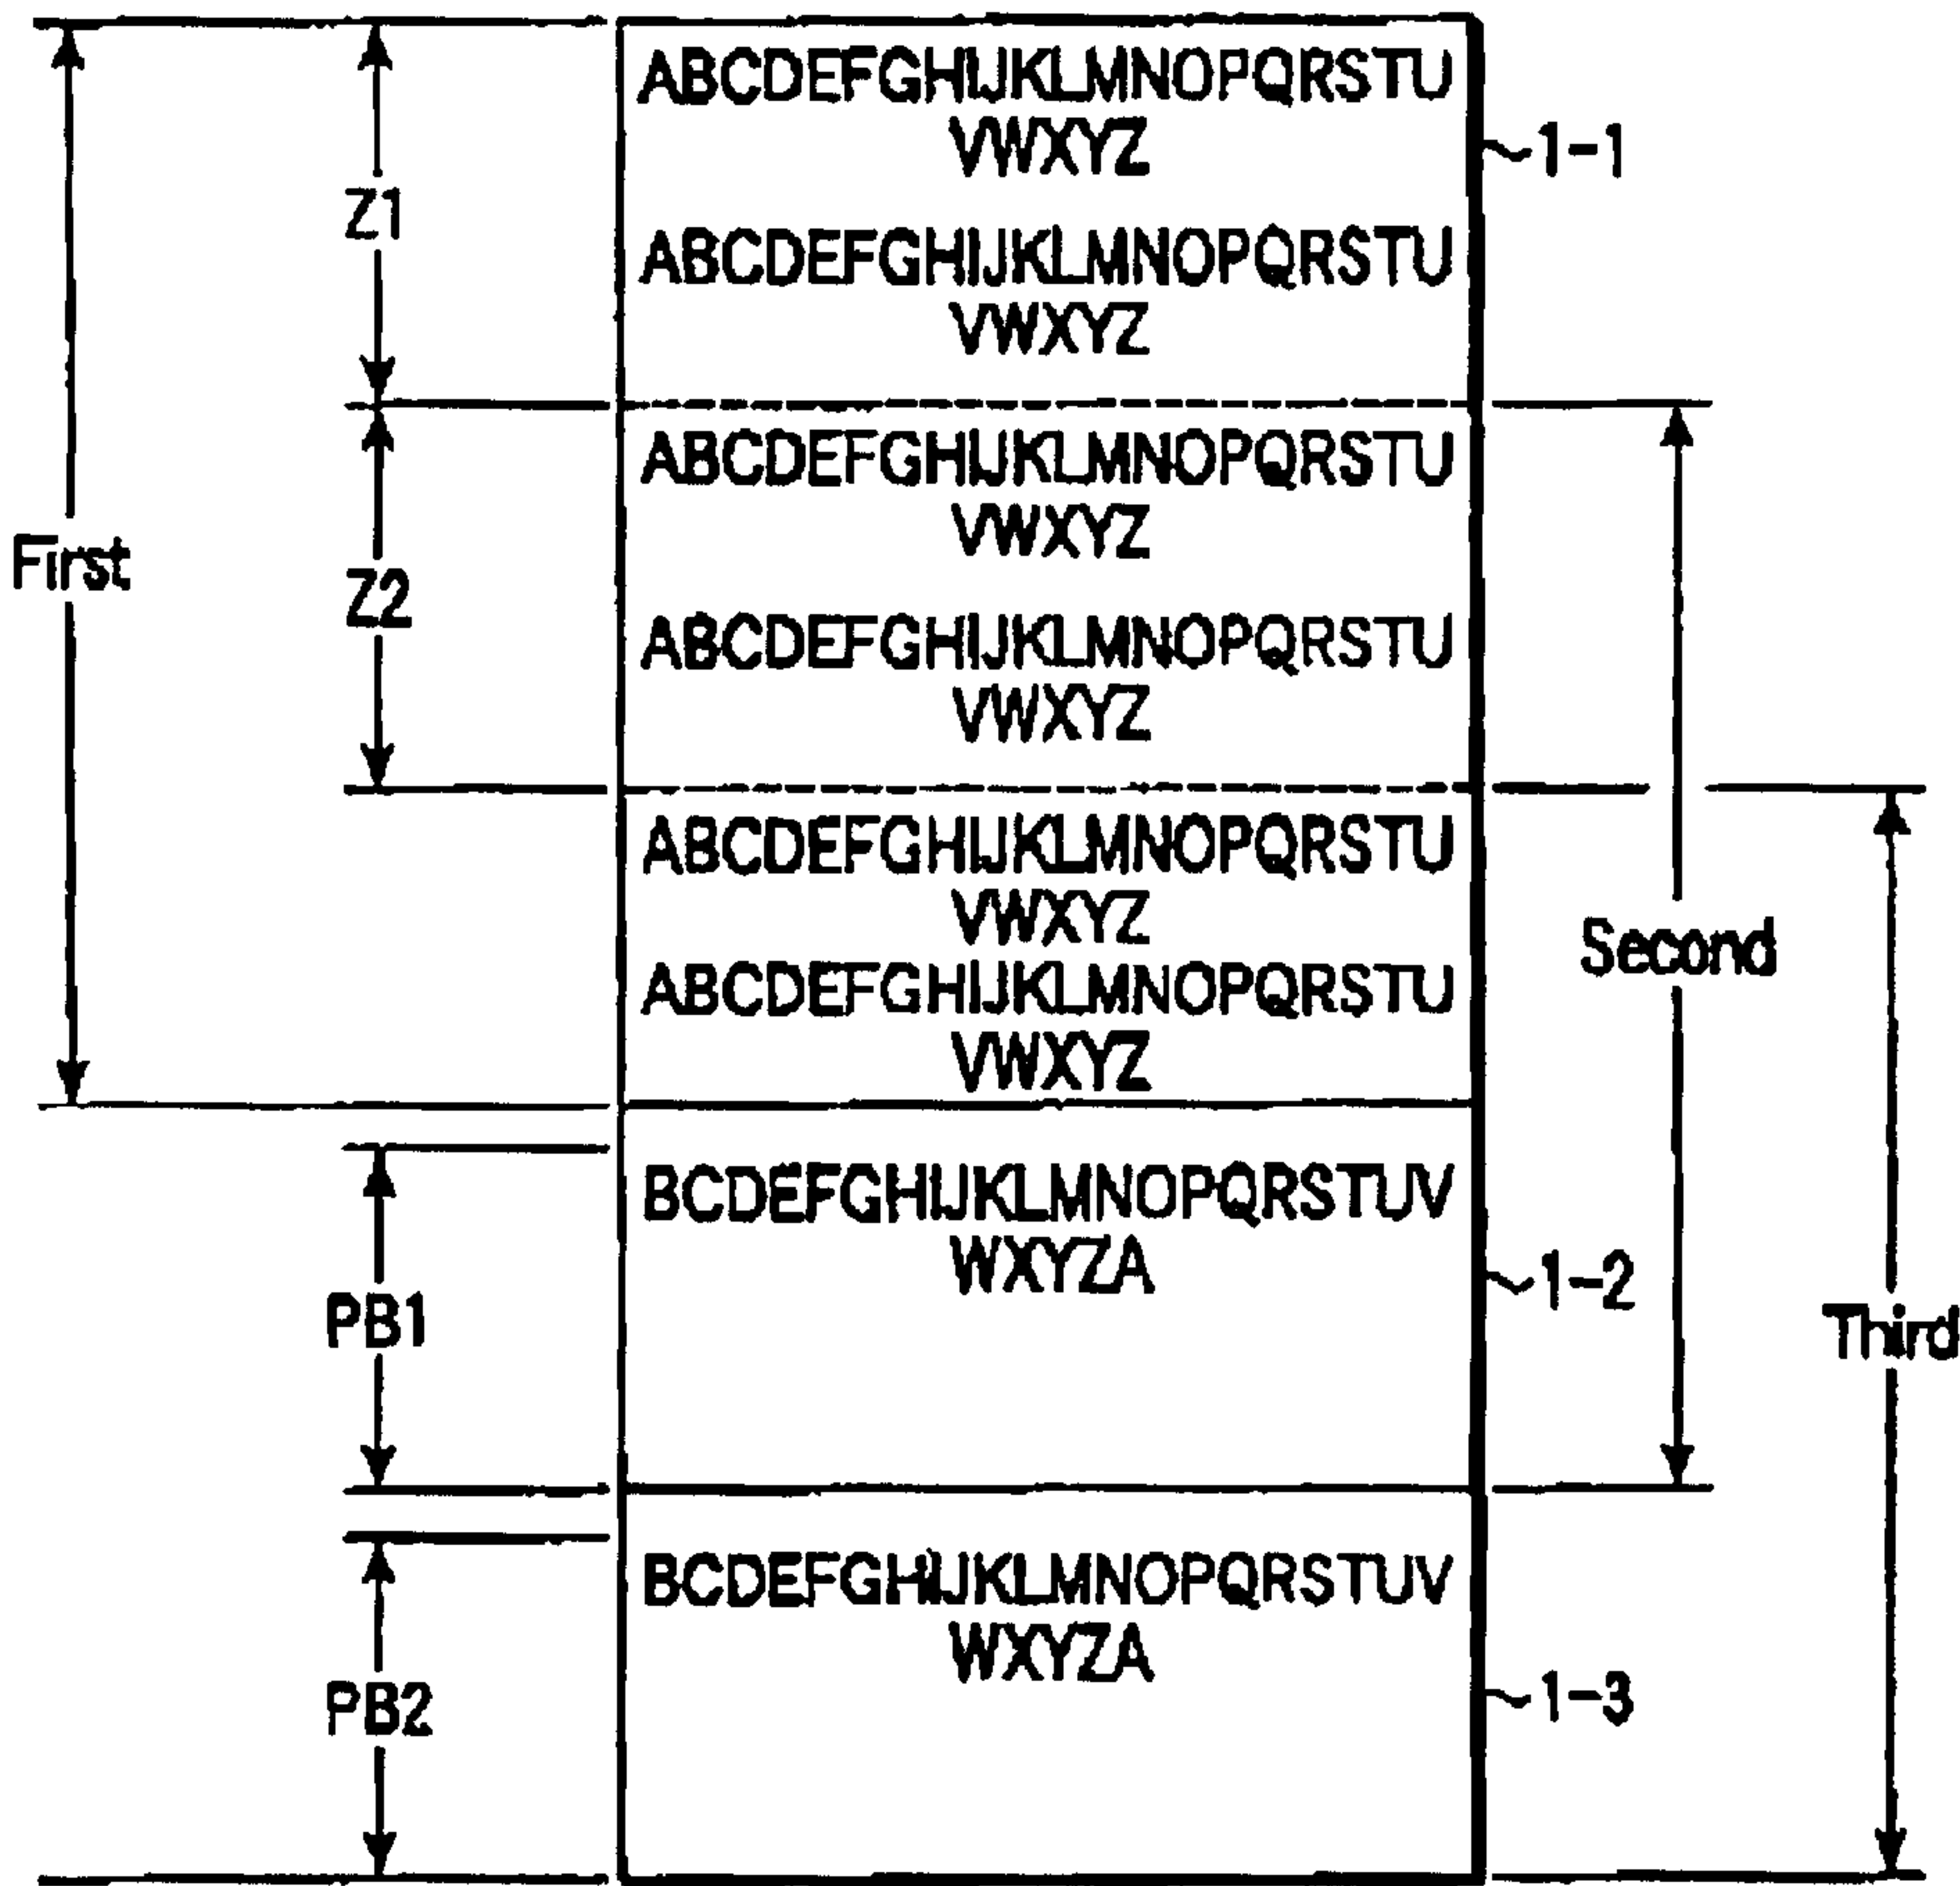 ABCDEFGHIJKLMNOPQRSTU
VWXYZ
1-1
Z1
ABCDEFGHIJKLMNOPQRSTU
VWXYZ
ABCDEFGHIJKLMNOPQRSTU
VWXYZ
First
Z2
ABCDEFGHIJKLMNOPQRSTU
VWXYZ
ABCDEFGHIJKLMNOPQRSTU
VWXYZ
Second
ABCDEFGHIJKLMNOPQRSTU
VWXYZ
BCDEFGHIJKLMNOPQRSTUV
WXYZA
1-2
PB1
Third
BCDEFGHIJKLMNOPQRSTUV
WXYZA
PB2
1-3